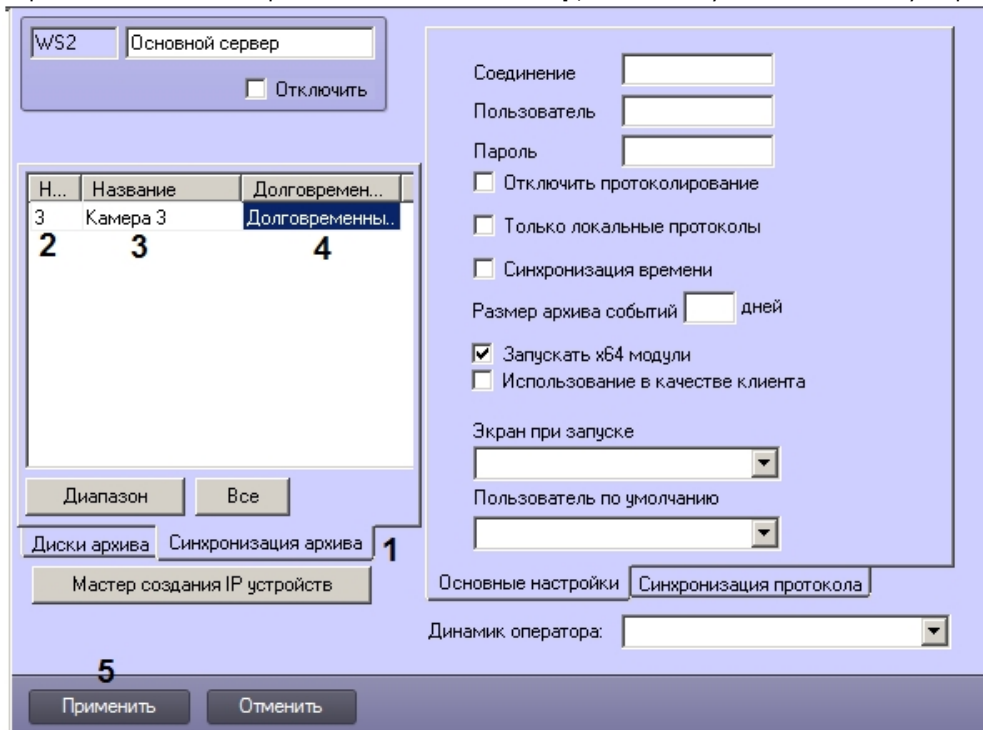 WS2 Основной сервер
Отключить
Н... Название Долговремен...
3 Камера 3 Долговременны..
2 3 4
Диапазон Все
Диски архива Синхронизация архива 1
Мастер создания IP устройств
Соединение
Пользователь
Пароль
Отключить протоколирование
Только локальные протоколы
Синхронизация времени
Размер архива событий дней
Запускать x64 модули
Использование в качестве клиента
Экран при запуске
Пользователь по умолчанию
Основные настройки Синхронизация протокола
Динамик оператора:
5
Применить Отменить